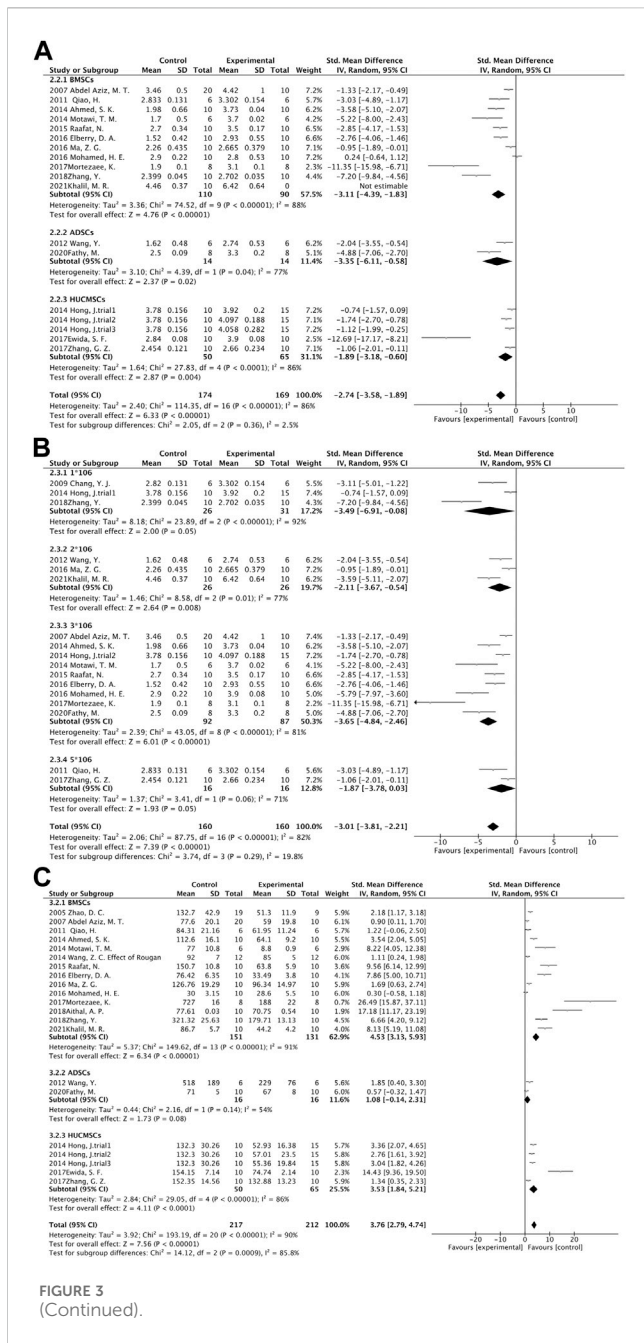 A
Control Experimental Std. Mean Difference Std. Mean Difference
Study or Subgroup Mean SD Total Mean SD Total Weight IV, Random, 95% CI IV, Random, 95% CI
2.2.1 BMSCs
2007 Abdel Aziz, M. T. 3.46 0.5 20 4.42 1 10 7.4% -1.33 [-2.17, -0.49]
2011 Qiao, H. 2.833 0.131 6 3.302 0.154 6 5.6% -3.03 [-4.89, -1.17]
2014 Ahmed, S. K. 1.98 0.66 10 3.73 0.04 10 6.2% -3.58 [-5.10, -2.07]
2014 Motawi, T. M. 1.7 0.5 6 3.7 0.02 6 4.1% -5.22 [-8.00, -2.43]
2015 Raafat, N. 2.7 0.34 10 3.5 0.17 10 6.6% -2.85 [-4.17, -1.53]
2016 Elberry, D. A. 1.52 0.42 10 2.93 0.55 10 6.6% -2.76 [-4.06, -1.46]
2016 Ma, Z. G. 2.26 0.435 10 2.665 0.379 10 7.2% -0.95 [-1.89, -0.01]
2016 Mohamed, H. E. 2.9 0.22 10 2.8 0.53 10 7.3% 0.24 [-0.64, 1.12]
2017Mortezaee, K. 1.9 0.1 8 3.1 0.1 8 2.3% -11.35 [-15.98, -6.71]
2018Zhang, Y. 2.399 0.045 10 2.702 0.035 10 4.4% -7.20 [-9.84, -4.56]
2021Khalil, M. R. 4.46 0.37 10 6.42 0.64 0 Not estimable
Subtotal (95% CI) 110 90 57.5% -3.11 [-4.39, -1.83]
Heterogeneity: Tau² = 3.36; Chi² = 74.52, df = 9 (P < 0.00001); I² = 88%
Test for overall effect: Z = 4.76 (P < 0.00001)
2.2.2 ADSCs
2012 Wang, Y. 1.62 0.48 6 2.74 0.53 6 6.2% -2.04 [-3.55, -0.54]
2020Fathy, M. 2.5 0.09 8 3.3 0.2 8 5.2% -4.88 [-7.06, -2.70]
Subtotal (95% CI) 14 14 11.4% -3.35 [-6.11, -0.58]
Heterogeneity: Tau² = 3.10; Chi² = 4.39, df = 1 (P = 0.04); I² = 77%
Test for overall effect: Z = 2.37 (P = 0.02)
2.2.3 HUCMSCs
2014 Hong, J.trial1 3.78 0.156 10 3.92 0.2 15 7.4% -0.74 [-1.57, 0.09]
2014 Hong, J.trial2 3.78 0.156 10 4.097 0.188 15 7.2% -1.74 [-2.70, -0.78]
2014 Hong, J.trial3 3.78 0.156 10 4.058 0.282 15 7.3% -1.12 [-1.99, -0.25]
2017Ewida, S. F. 2.84 0.08 10 3.9 0.08 10 2.3% -12.69 [-17.17, -8.21]
2017Zhang, G. Z. 2.454 0.121 10 2.66 0.234 10 7.2% -1.06 [-2.01, -0.11]
Subtotal (95% CI) 50 65 31.1% -1.89 [-3.18, -0.60]
Heterogeneity: Tau² = 1.64; Chi² = 27.83, df = 4 (P < 0.0001); I² = 86%
Test for overall effect: Z = 2.87 (P = 0.004)
Total (95% CI) 174 169 100.0% -2.74 [-3.58, -1.89]
Heterogeneity: Tau² = 2.40; Chi² = 114.35, df = 16 (P < 0.00001); I² = 86%
Test for overall effect: Z = 6.33 (P < 0.00001)
Test for subgroup differences: Chi² = 2.05, df = 2 (P = 0.36), I² = 2.5%
-10 -5 0 5 10
Favours [experimental] Favours [control]
B
Control Experimental Std. Mean Difference Std. Mean Difference
Study or Subgroup Mean SD Total Mean SD Total Weight IV, Random, 95% CI IV, Random, 95% CI
2.3.1 1*106
2009 Chang, Y. J. 2.82 0.131 6 3.302 0.154 6 5.5% -3.11 [-5.01, -1.22]
2014 Hong, J.trial1 3.78 0.156 10 3.92 0.2 15 7.4% -0.74 [-1.57, 0.09]
2018Zhang, Y. 2.399 0.045 10 2.702 0.035 10 4.3% -7.20 [-9.84, -4.56]
Subtotal (95% CI) 26 31 17.2% -3.49 [-6.91, -0.08]
Heterogeneity: Tau² = 8.18; Chi² = 23.89, df = 2 (P < 0.00001); I² = 92%
Test for overall effect: Z = 2.00 (P = 0.05)
2.3.2 2*106
2012 Wang, Y. 1.62 0.48 6 2.74 0.53 6 6.2% -2.04 [-3.55, -0.54]
2016 Ma, Z. G. 2.26 0.435 10 2.665 0.379 10 7.2% -0.95 [-1.89, -0.01]
2021Khalil, M. R. 4.46 0.37 10 6.42 0.64 10 6.2% -3.59 [-5.11, -2.07]
Subtotal (95% CI) 26 26 19.7% -2.11 [-3.67, -0.54]
Heterogeneity: Tau² = 1.46; Chi² = 8.58, df = 2 (P = 0.01); I² = 77%
Test for overall effect: Z = 2.64 (P = 0.008)
2.3.3 3*106
2007 Abdel Aziz, M. T. 3.46 0.5 20 4.42 1 10 7.4% -1.33 [-2.17, -0.49]
2014 Ahmed, S. K. 1.98 0.66 10 3.73 0.04 10 6.2% -3.58 [-5.10, -2.07]
2014 Hong, J.trial2 3.78 0.156 10 4.097 0.188 15 7.2% -1.74 [-2.70, -0.78]
2014 Motawi, T. M. 1.7 0.5 6 3.7 0.02 6 4.1% -5.22 [-8.00, -2.43]
2015 Raafat, N. 2.7 0.34 10 3.5 0.17 10 6.6% -2.85 [-4.17, -1.53]
2016 Elberry, D. A. 1.52 0.42 10 2.93 0.55 10 6.6% -2.76 [-4.06, -1.46]
2016 Mohamed, H. E. 2.9 0.22 10 3.9 0.08 10 5.0% -5.79 [-7.97, -3.60]
2017Mortezaee, K. 1.9 0.1 8 3.1 0.1 8 2.2% -11.35 [-15.98, -6.71]
2020Fathy, M. 2.5 0.09 8 3.3 0.2 8 5.0% -4.88 [-7.06, -2.70]
Subtotal (95% CI) 92 87 50.3% -3.65 [-4.84, -2.46]
Heterogeneity: Tau² = 2.39; Chi² = 43.05, df = 8 (P < 0.00001); I² = 81%
Test for overall effect: Z = 6.01 (P < 0.00001)
2.3.4 5*106
2011 Qiao, H. 2.833 0.131 6 3.302 0.154 6 5.6% -3.03 [-4.89, -1.17]
2017Zhang, G. Z. 2.454 0.121 10 2.66 0.234 10 7.2% -1.06 [-2.01, -0.11]
Subtotal (95% CI) 16 16 12.8% -1.87 [-3.78, 0.03]
Heterogeneity: Tau² = 1.37; Chi² = 3.41, df = 1 (P = 0.06); I² = 71%
Test for overall effect: Z = 1.93 (P = 0.05)
Total (95% CI) 160 160 100.0% -3.01 [-3.81, -2.21]
Heterogeneity: Tau² = 2.06; Chi² = 87.75, df = 16 (P < 0.00001); I² = 82%
Test for overall effect: Z = 7.39 (P < 0.00001)
Test for subgroup differences: Chi² = 3.74, df = 3 (P = 0.29), I² = 19.8%
-10 -5 0 5 10
Favours [experimental] Favours [control]
C
Control Experimental Std. Mean Difference Std. Mean Difference
Study or Subgroup Mean SD Total Mean SD Total Weight IV, Random, 95% CI IV, Random, 95% CI
3.2.1 BMSCs
2005 Zhao, D. C. 132.7 42.9 19 51.3 11.9 9 5.9% 2.18 [1.17, 3.18]
2007 Abdel Aziz, M. T. 77.6 20.1 20 59 19.8 10 6.0% 0.90 [0.11, 1.70]
2011 Qiao, H. 84.31 21.16 6 61.95 11.24 6 5.8% 1.22 [-0.06, 2.50]
2014 Ahmed, S. K. 112.6 16.1 10 64.1 9.2 10 5.6% 3.54 [2.04, 5.05]
2014 Motawi, T. M. 77 10.8 6 8.8 0.9 6 2.8% 8.22 [4.05, 12.38]
2014 Wang, Z. C. Effect of Rougan 92 7 12 85 5 12 6.0% 1.11 [0.24, 1.98]
2015 Raafat, N. 150.7 10.8 10 63.8 5.9 10 3.4% 9.56 [6.14, 12.99]
2016 Elberry, D. A. 76.42 6.35 10 33.49 3.8 10 4.0% 7.86 [5.00, 10.71]
2016 Ma, Z. G. 126.76 19.29 10 96.34 14.97 10 5.9% 1.69 [0.63, 2.74]
2016 Mohamed, H. E. 30 3.15 10 28.6 5.5 10 6.0% 0.30 [-0.58, 1.18]
2017Mortezaee, K. 727 16 8 188 22 8 0.7% 26.49 [15.87, 37.11]
2018Aithal, A. P. 77.61 0.03 10 70.75 0.54 10 1.9% 17.18 [11.17, 23.19]
2018Zhang, Y. 321.32 25.63 10 179.71 13.13 10 4.4% 6.66 [4.20, 9.12]
2021Khalil, M. R. 86.7 5.7 10 44.2 4.2 10 3.9% 8.13 [5.19, 11.08]
Subtotal (95% CI) 151 131 62.9% 4.53 [3.13, 5.93]
Heterogeneity: Tau² = 5.37; Chi² = 149.62, df = 13 (P < 0.00001); I² = 91%
Test for overall effect: Z = 6.34 (P < 0.00001)
3.2.2 ADSCs
2012 Wang, Y. 518 189 6 229 76 6 5.6% 1.85 [0.40, 3.30]
2020Fathy, M. 71 5 10 67 8 10 6.0% 0.57 [-0.32, 1.47]
Subtotal (95% CI) 16 16 11.6% 1.08 [-0.14, 2.31]
Heterogeneity: Tau² = 0.44; Chi² = 2.16, df = 1 (P = 0.14); I² = 54%
Test for overall effect: Z = 1.73 (P = 0.08)
3.2.3 HUCMSCs
2014 Hong, J.trial1 132.3 30.26 10 52.93 16.38 15 5.7% 3.36 [2.07, 4.65]
2014 Hong, J.trial2 132.3 30.26 10 57.01 23.5 15 5.8% 2.76 [1.61, 3.92]
2014 Hong, J.trial3 132.3 30.26 10 55.36 19.84 15 5.8% 3.04 [1.82, 4.26]
2017Ewida, S. F. 154.15 7.14 10 74.74 2.14 10 2.3% 14.43 [9.36, 19.50]
2017Zhang, G. Z. 152.35 14.56 10 132.88 13.23 10 5.9% 1.34 [0.35, 2.33]
Subtotal (95% CI) 50 65 25.5% 3.53 [1.84, 5.21]
Heterogeneity: Tau² = 2.84; Chi² = 29.05, df = 4 (P < 0.00001); I² = 86%
Test for overall effect: Z = 4.11 (P < 0.0001)
Total (95% CI) 217 212 100.0% 3.76 [2.79, 4.74]
Heterogeneity: Tau² = 3.92; Chi² = 193.19, df = 20 (P < 0.00001); I² = 90%
Test for overall effect: Z = 7.56 (P < 0.00001)
Test for subgroup differences: Chi² = 14.12, df = 2 (P = 0.0009), I² = 85.8%
-20 -10 0 10 20
Favours [experimental] Favours [control]
FIGURE 3
(Continued).